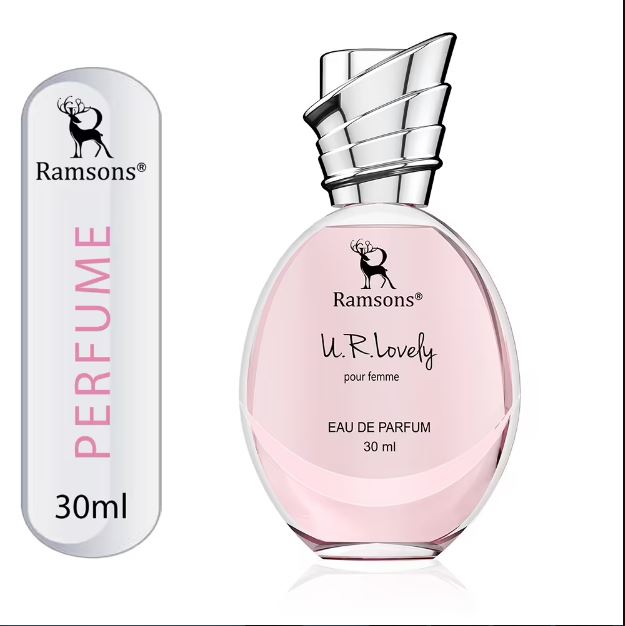 Ramsons®
PERFUME
30ml
Ramsons®
U.R.Lovely
pour femme
EAU DE PARFUM
30 ml